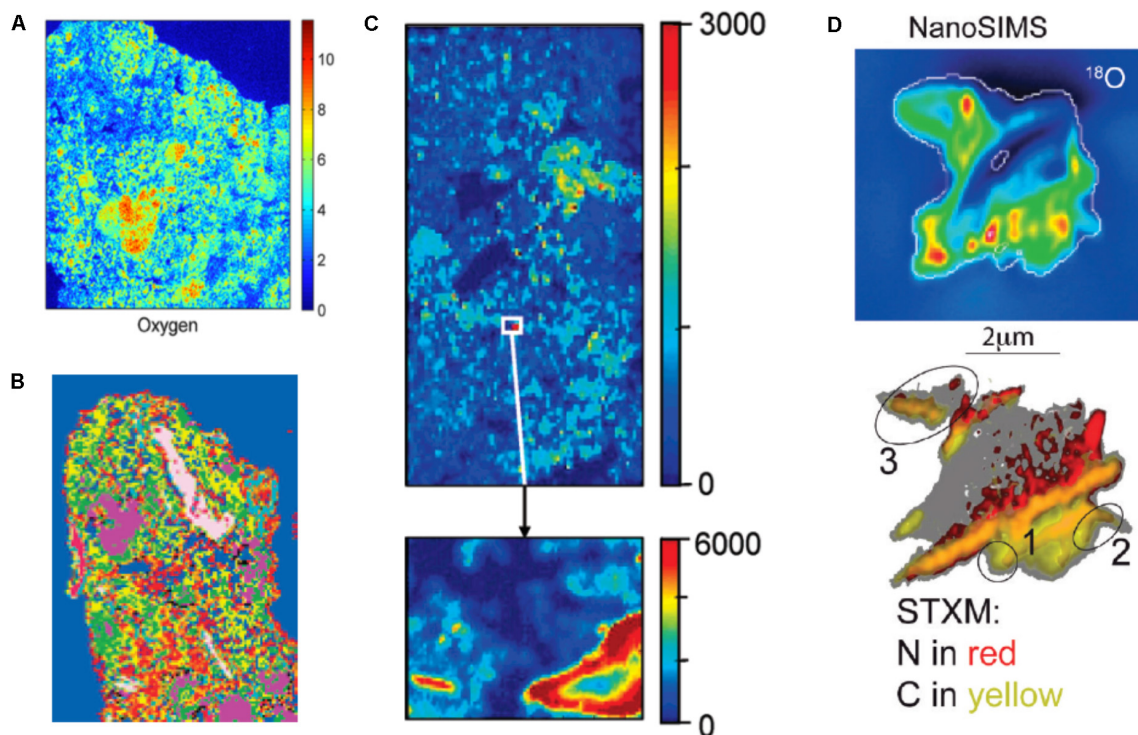 A
12
10
8
6
4
2
0
Oxygen
B
C
3000
0
6000
0
D
NanoSIMS
¹⁸O
2μm
3
1
2
STXM:
N in red
C in yellow